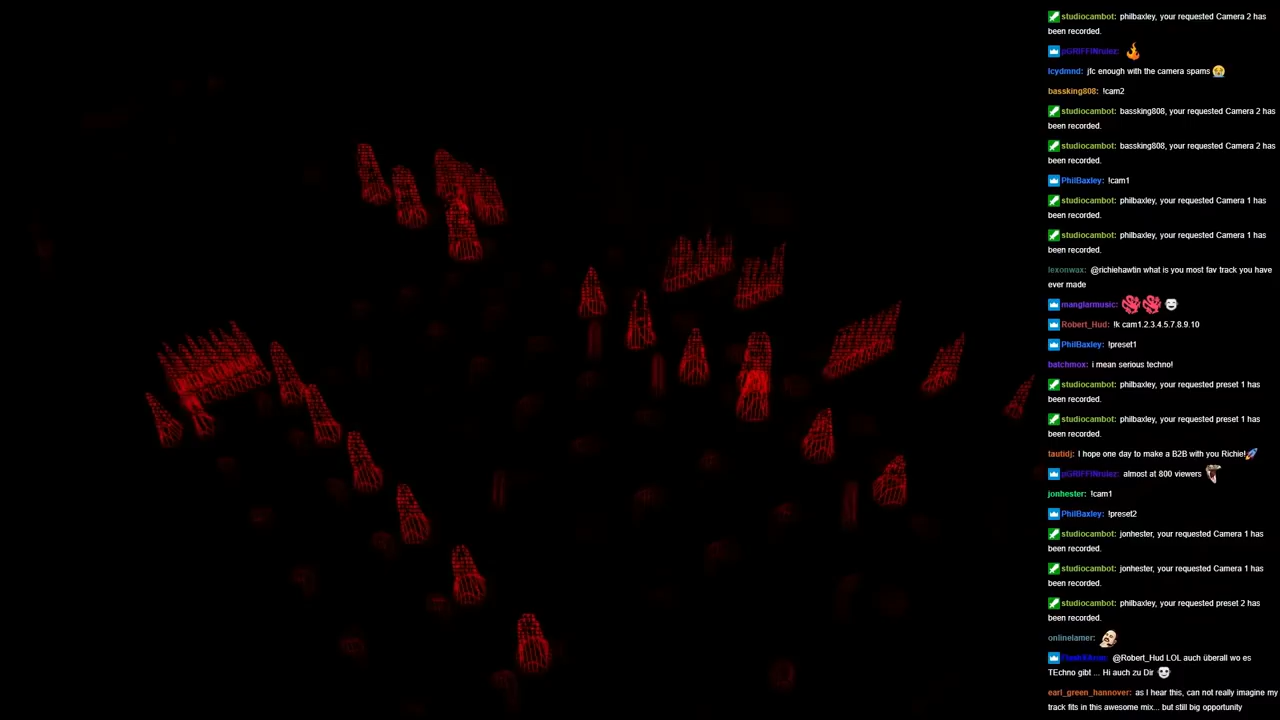 studiocambot: philbaxley, your requested Camera 2 has
been recorded.
pGRIFFINrulez:
lcydmnd: jfc enough with the camera spams
bassking808: !cam2
studiocambot: bassking808, your requested Camera 2 has
been recorded.
studiocambot: bassking808, your requested Camera 2 has
been recorded.
PhilBaxley: !cam1
studiocambot: philbaxley, your requested Camera 1 has
been recorded.
studiocambot: philbaxley, your requested Camera 1 has
been recorded.
lexonwax: @richiehawtin what is you most fav track you have
ever made
manglarmusic:
Robert_Hud: !k cam1.2.3.4.5.7.8.9.10
PhilBaxley: !preset1
batchmox: i mean serious techno!
studiocambot: philbaxley, your requested preset 1 has
been recorded.
studiocambot: philbaxley, your requested preset 1 has
been recorded.
tautidj: I hope one day to make a B2B with you Richie!
pGRIFFINrulez: almost at 800 viewers
jonhester: !cam1
PhilBaxley: !preset2
studiocambot: jonhester, your requested Camera 1 has
been recorded.
studiocambot: jonhester, your requested Camera 1 has
been recorded.
studiocambot: philbaxley, your requested preset 2 has
been recorded.
onlinelamer:
@Robert_Hud LOL auch überall wo es
TEchno gibt ... Hi auch zu Dir
earl_green_hannover: as I hear this, can not really imagine my
track fits in this awesome mix... but still big opportunity